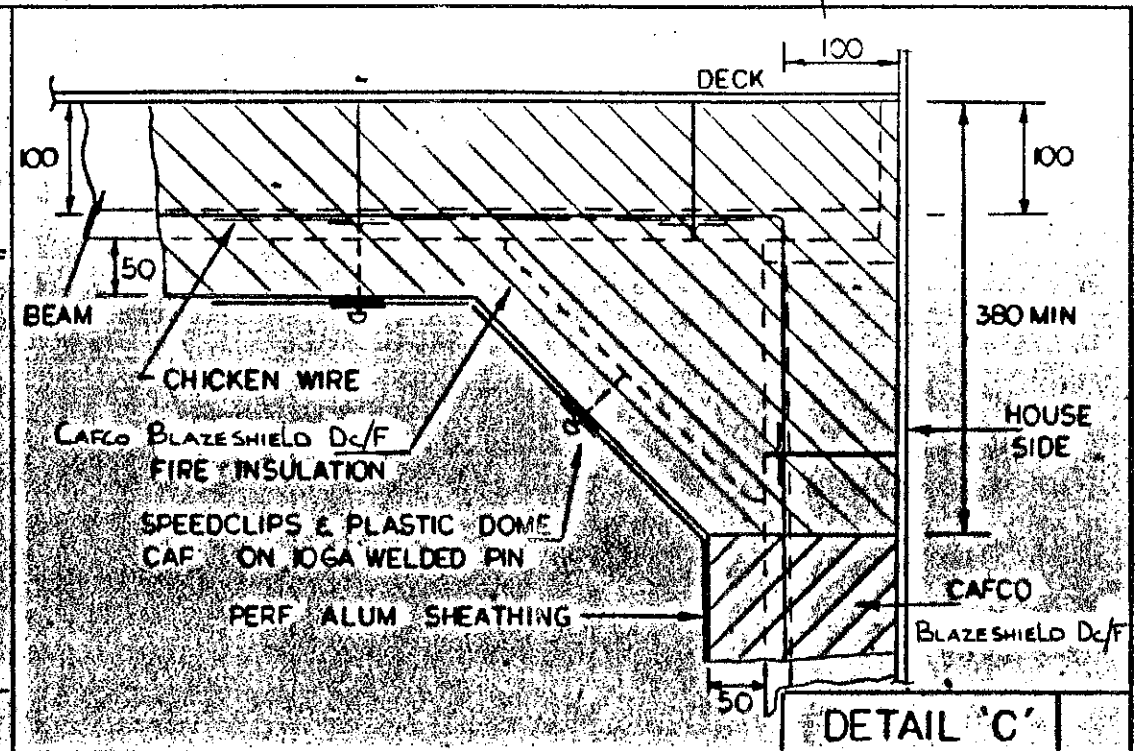 100
DECK
100
100
50
BEAM
380 MIN
CHICKEN WIRE
CAFCO BLAZESHIELD Dc/F
FIRE INSULATION
HOUSE
SIDE
SPEEDCLIPS & PLASTIC DOME
CAP ON 10GA WELDED PIN
PERF ALUM SHEATHING
CAFCO
BLAZESHIELD Dc/F
50
DETAIL 'C'